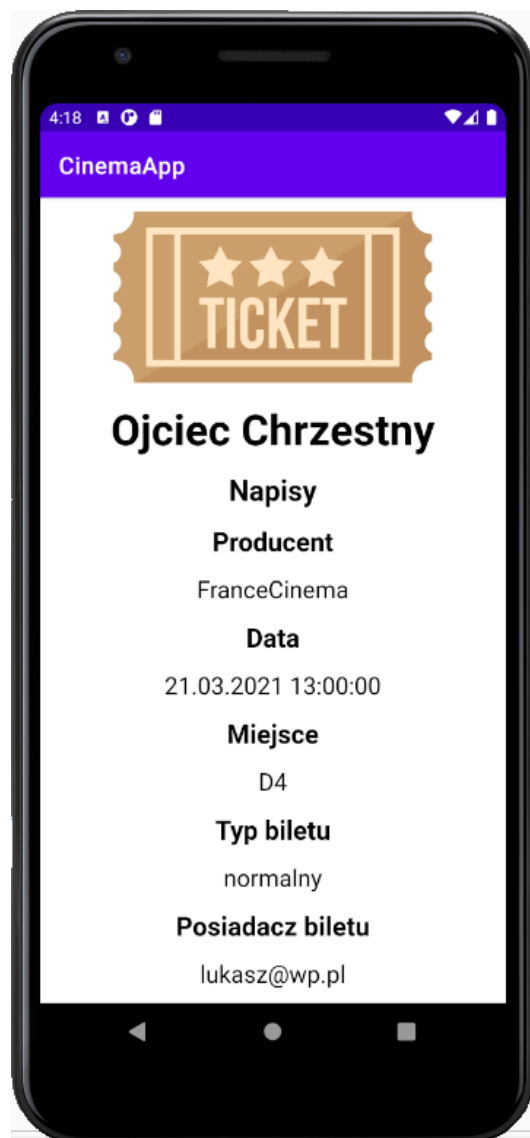 4:18
CinemaApp
TICKET
Ojciec Chrzestny
Napisy
Producent
FranceCinema
Data
21.03.2021 13:00:00
Miejsce
D4
Typ biletu
normalny
Posiadacz biletu
lukasz@wp.pl